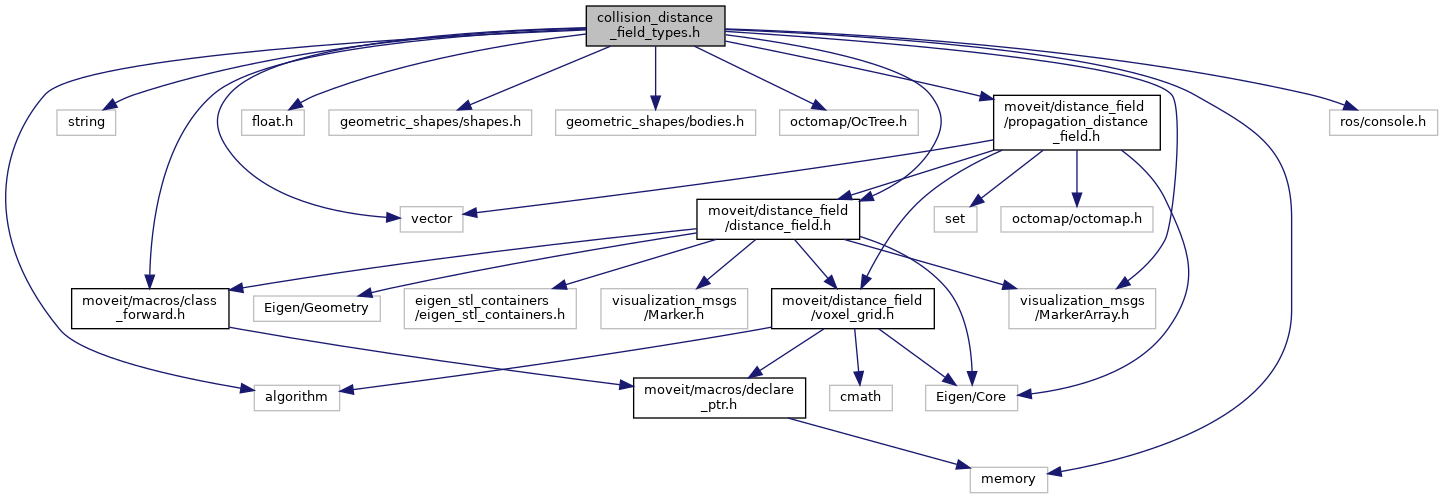 collision_distance
_field_types.h
string
float.h
geometric_shapes/shapes.h
geometric_shapes/bodies.h
octomap/OcTree.h
moveit/distance_field
/propagation_distance
_field.h
ros/console.h
vector
moveit/distance_field
/distance_field.h
set
octomap/octomap.h
moveit/macros/class
_forward.h
Eigen/Geometry
eigen_stl_containers
/eigen_stl_containers.h
visualization_msgs
/Marker.h
moveit/distance_field
/voxel_grid.h
visualization_msgs
/MarkerArray.h
algorithm
moveit/macros/declare
_ptr.h
cmath
Eigen/Core
memory